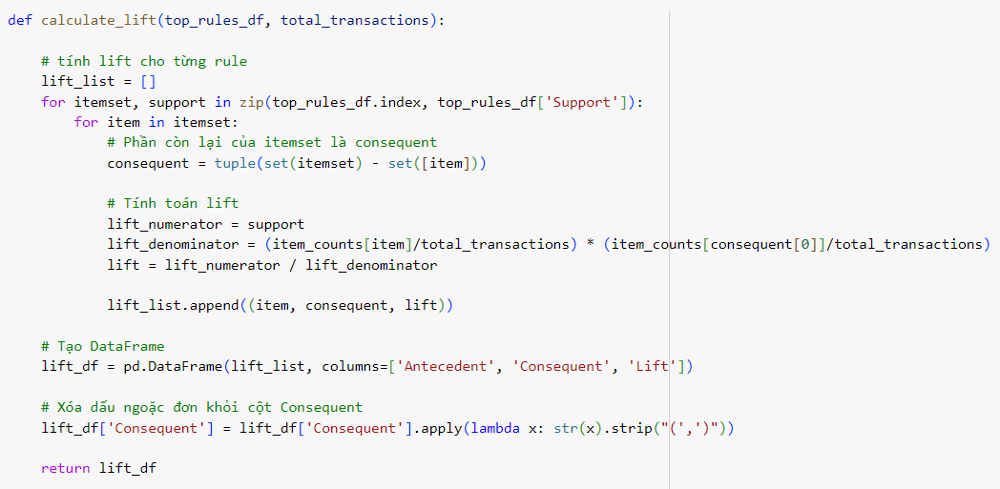 def calculate_lift(top_rules_df, total_transactions):
    # tính lift cho từng rule
    lift_list = []
    for itemset, support in zip(top_rules_df.index, top_rules_df['Support']):
        for item in itemset:
            # Phần còn lại của itemset là consequent
            consequent = tuple(set(itemset) - set([item]))
            # Tính toán lift
            lift_numerator = support
            lift_denominator = (item_counts[item]/total_transactions) * (item_counts[consequent[0]]/total_transactions)
            lift = lift_numerator / lift_denominator
            lift_list.append((item, consequent, lift))
    # Tạo DataFrame
    lift_df = pd.DataFrame(lift_list, columns=['Antecedent', 'Consequent', 'Lift'])
    # Xóa dấu ngoặc đơn khỏi cột Consequent
    lift_df['Consequent'] = lift_df['Consequent'].apply(lambda x: str(x).strip("(',')"))
    return lift_df